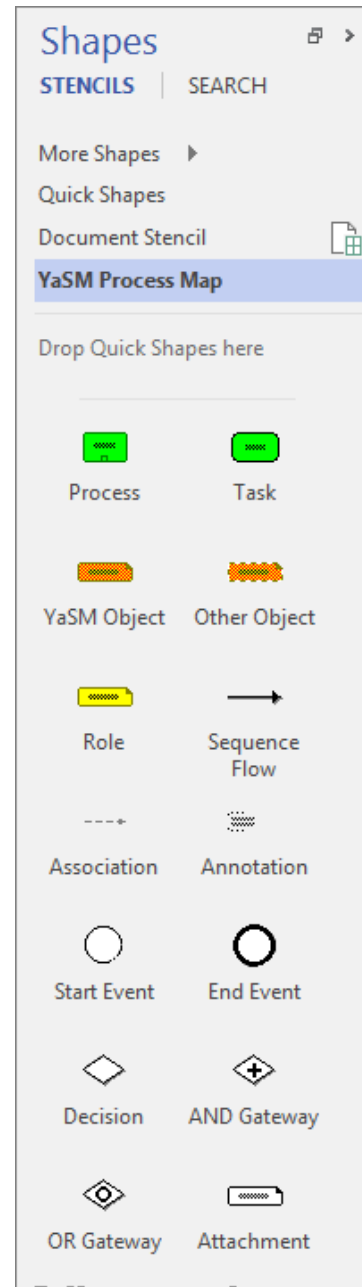 Shapes
STENCILS | SEARCH
More Shapes
Quick Shapes
Document Stencil
YaSM Process Map
Drop Quick Shapes here
Process Task
YaSM Object Other Object
Role Sequence
Flow
Association Annotation
Start Event End Event
Decision AND Gateway
OR Gateway Attachment